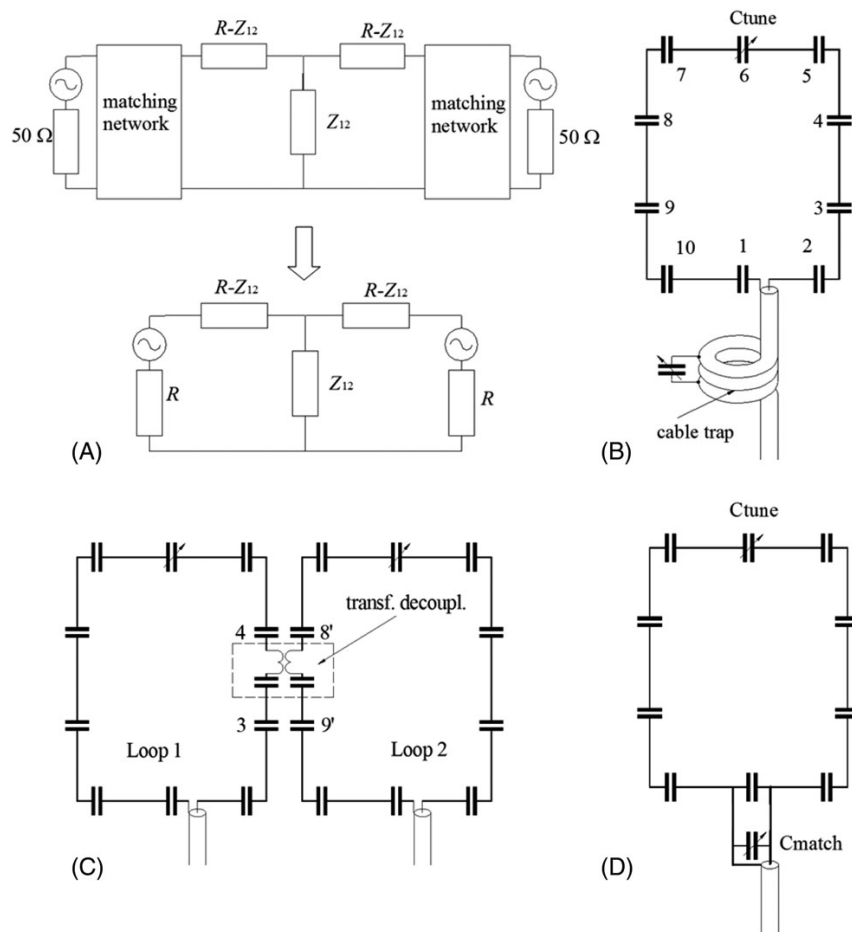 R-Z12
R-Z12
matching
network
Z12
matching
network
50 Ω
50 Ω
R-Z12
R-Z12
R
Z12
R
(A)
Ctune
7
6
5
8
4
9
3
10
1
2
cable trap
(B)
transf. decoupl.
4
8'
3
9'
Loop 1
Loop 2
(C)
Ctune
Cmatch
(D)